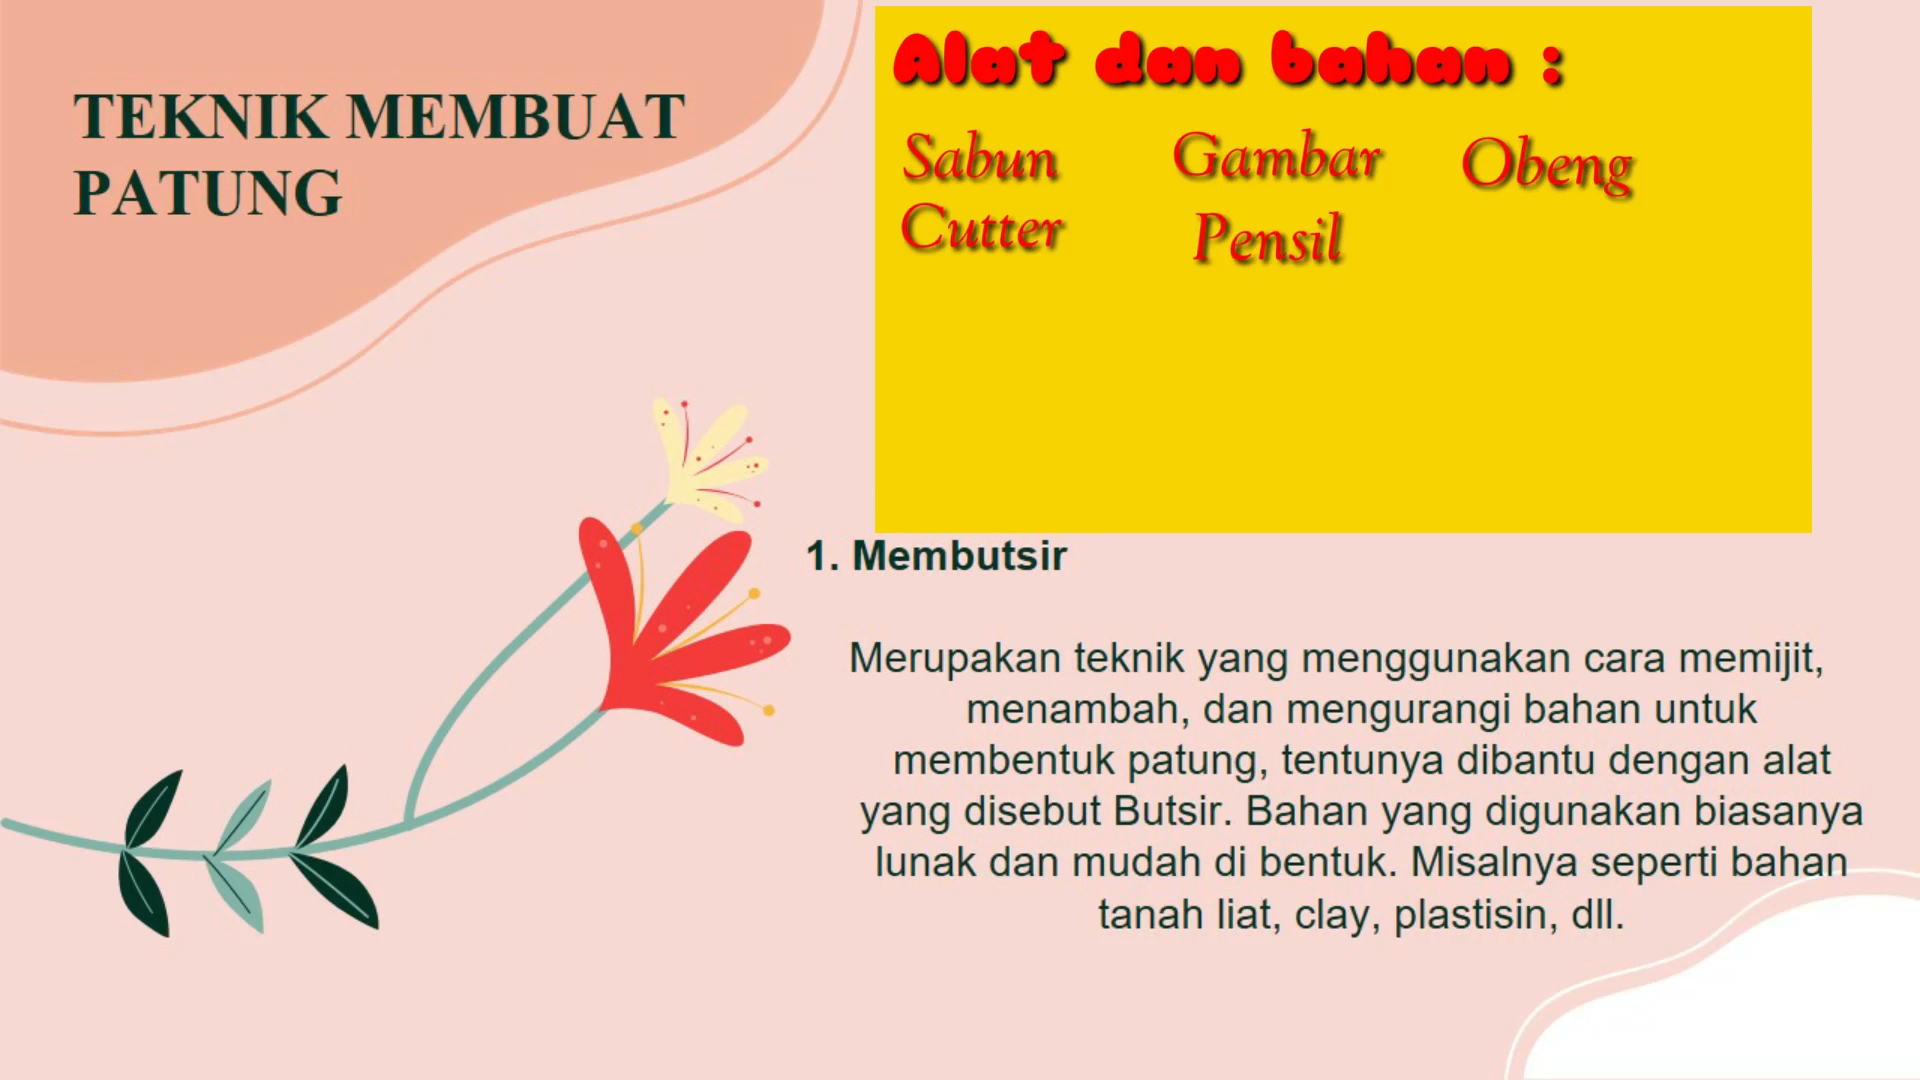 TEKNIK MEMBUAT
PATUNG
Alat dan bahan :
Sabun Gambar Obeng
Cutter Pensil
1. Membutsir
Merupakan teknik yang menggunakan cara memijit,
menambah, dan mengurangi bahan untuk
membentuk patung, tentunya dibantu dengan alat
yang disebut Butsir. Bahan yang digunakan biasanya
lunak dan mudah di bentuk. Misalnya seperti bahan
tanah liat, clay, plastisin, dll.